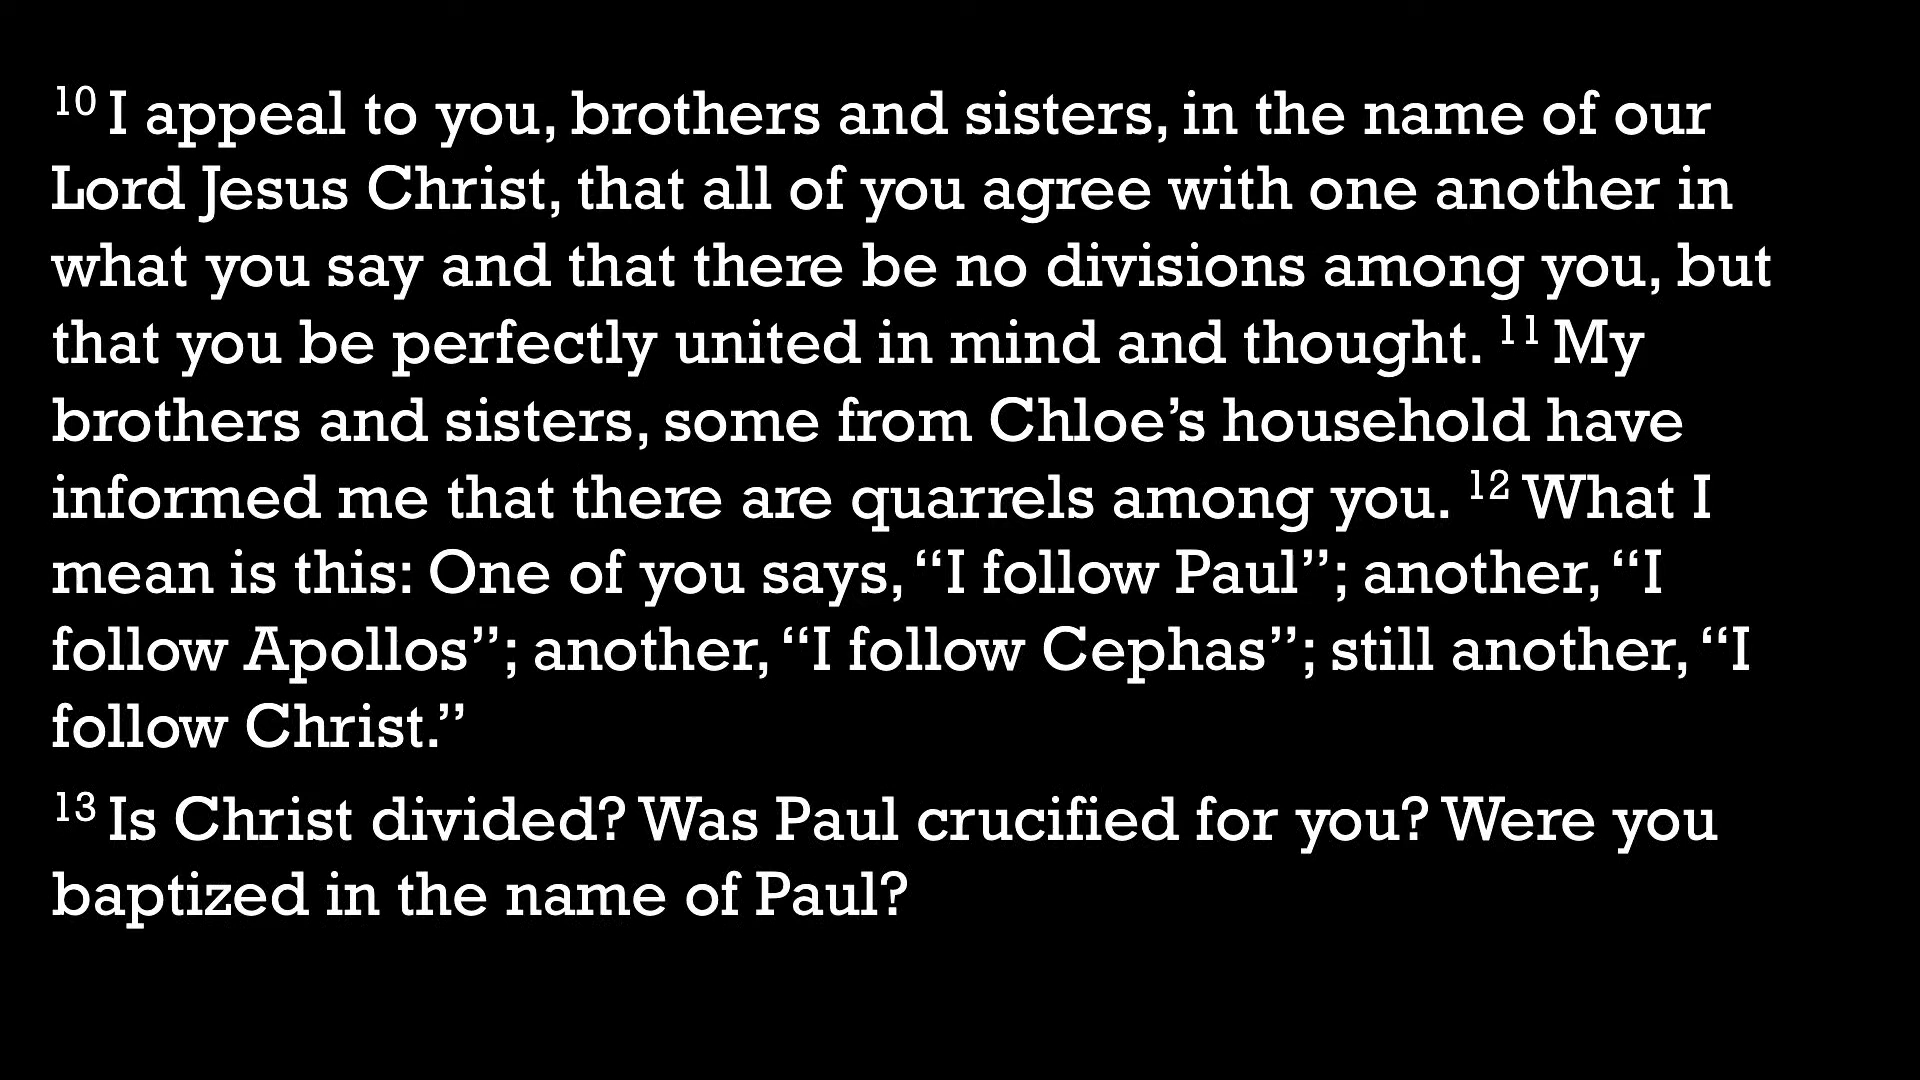 10 I appeal to you, brothers and sisters, in the name of our
Lord Jesus Christ, that all of you agree with one another in
what you say and that there be no divisions among you, but
that you be perfectly united in mind and thought. 11 My
brothers and sisters, some from Chloe’s household have
informed me that there are quarrels among you. 12 What I
mean is this: One of you says, “I follow Paul”; another, “I
follow Apollos”; another, “I follow Cephas”; still another, “I
follow Christ.”
13 Is Christ divided? Was Paul crucified for you? Were you
baptized in the name of Paul?